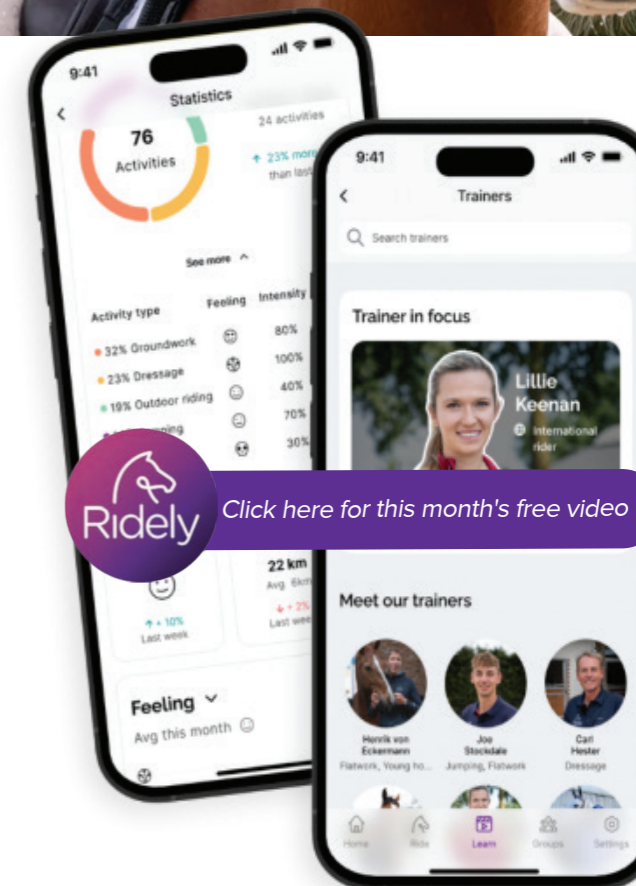 9:41
Statistics
76
Activities
24 activities
↑ 23% more
than last
See more
Activity type Feeling Intensity
32% Groundwork 80%
23% Dressage 100%
19% Outdoor riding 40%
70%
30%
22 km
Avg 6km
↑ + 10%
Last week
↓ + 2%
Last week
Feeling
Avg this month
9:41
Trainers
Search trainers
Trainer in focus
Lillie
Keenan
International
rider
Ridely
Click here for this month's free video
Meet our trainers
Henrik von
Eckermann
Flatwork, Young ho...
Joe
Stockdale
Jumping, Flatwork
Carl
Hester
Dressage
Home Ride Learn Groups Settings